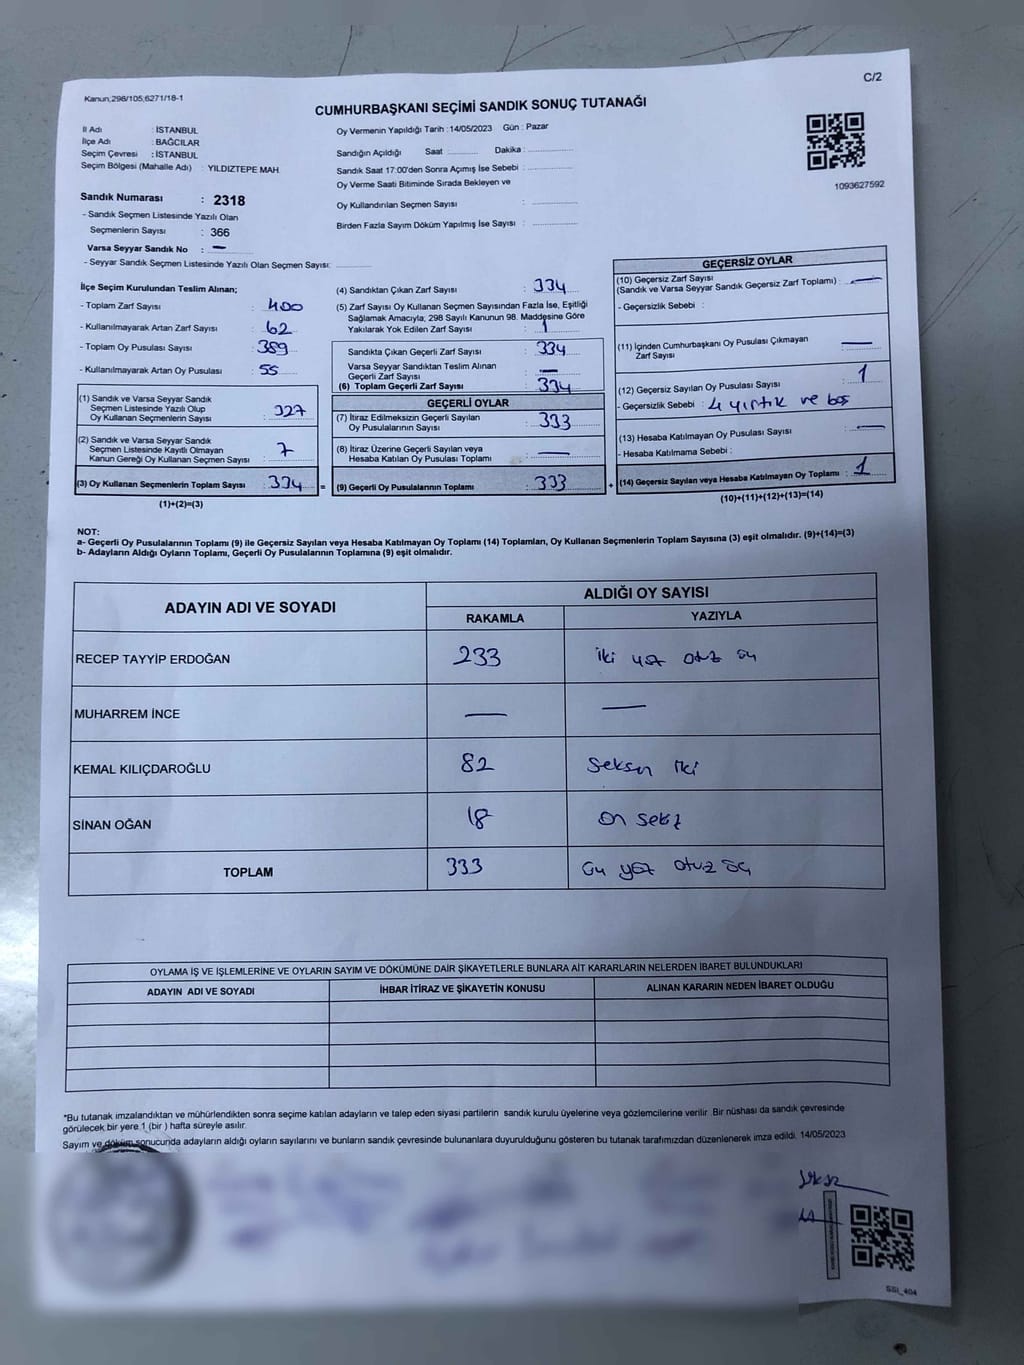 C/2
Kanun;298/105;6271/18-1
CUMHURBAŞKANI SEÇİMİ SANDIK SONUÇ TUTANAĞI
İl Adı : İSTANBUL
İlçe Adı : BAĞCILAR
Seçim Çevresi : İSTANBUL
Seçim Bölgesi (Mahalle Adı) : YILDIZTEPE MAH.
Sandık Numarası : 2318
- Sandık Seçmen Listesinde Yazılı Olan
Seçmenlerin Sayısı : 366
Varsa Seyyar Sandık No : —
- Seyyar Sandık Seçmen Listesinde Yazılı Olan Seçmen Sayısı:
Oy Vermenin Yapıldığı Tarih :14/05/2023 Gün : Pazar
Sandığın Açıldığı Saat : Dakika :
Sandık Saat 17:00'den Sonra Açımış İse Sebebi :
Oy Verme Saati Bitiminde Sırada Bekleyen ve
Oy Kullandırılan Seçmen Sayısı :
Birden Fazla Sayım Döküm Yapılmış İse Sayısı :
1093627592
İlçe Seçim Kurulundan Teslim Alınan;
- Toplam Zarf Sayısı : 400
- Kullanılmayarak Artan Zarf Sayısı : 62
- Toplam Oy Pusulası Sayısı : 389
- Kullanılmayarak Artan Oy Pusulası : 55
(1) Sandık ve Varsa Seyyar Sandık
Seçmen Listesinde Yazılı Olup
Oy Kullanan Seçmenlerin Sayısı : 327
(2) Sandık ve Varsa Seyyar Sandık
Seçmen Listesinde Kayıtlı Olmayan
Kanun Gereği Oy Kullanan Seçmen Sayısı : 7
(3) Oy Kullanan Seçmenlerin Toplam Sayısı : 334 =
(1)+(2)=(3)
(4) Sandıktan Çıkan Zarf Sayısı : 334
(5) Zarf Sayısı Oy Kullanan Seçmen Sayısından Fazla İse, Eşitliği
Sağlamak Amacıyla, 298 Sayılı Kanunun 98. Maddesine Göre
Yakılarak Yok Edilen Zarf Sayısı : 1
Sandıkta Çıkan Geçerli Zarf Sayısı : 334
Varsa Seyyar Sandıktan Teslim Alınan
Geçerli Zarf Sayısı : —
(6) Toplam Geçerli Zarf Sayısı : 334
GEÇERLİ OYLAR
(7) İtiraz Edilmeksizin Geçerli Sayılan
Oy Pusulalarının Sayısı : 333
(8) İtiraz Üzerine Geçerli Sayılan veya
Hesaba Katılan Oy Pusulası Toplamı : —
(9) Geçerli Oy Pusulalarının Toplamı : 333 +
GEÇERSİZ OYLAR
(10) Geçersiz Zarf Sayısı
(Sandık ve Varsa Seyyar Sandık Geçersiz Zarf Toplamı) : —
- Geçersizlik Sebebi :
(11) İçinden Cumhurbaşkanı Oy Pusulası Çıkmayan
Zarf Sayısı : —
(12) Geçersiz Sayılan Oy Pusulası Sayısı : 1
- Geçersizlik Sebebi : 4 yırtık ve boş
(13) Hesaba Katılmayan Oy Pusulası Sayısı : —
- Hesaba Katılmama Sebebi :
(14) Geçersiz Sayılan veya Hesaba Katılmayan Oy Toplamı : 1
(10)+(11)+(12)+(13)=(14)
NOT:
a- Geçerli Oy Pusulalarının Toplamı (9) ile Geçersiz Sayılan veya Hesaba Katılmayan Oy Toplamı (14) Toplamları, Oy Kullanan Seçmenlerin Toplam Sayısına (3) eşit olmalıdır. (9)+(14)=(3)
b- Adayların Aldığı Oyların Toplamı, Geçerli Oy Pusulalarının Toplamına (9) eşit olmalıdır.
ADAYIN ADI VE SOYADI
ALDIĞI OY SAYISI
RAKAMLA YAZIYLA
RECEP TAYYİP ERDOĞAN 233 iki yüz otuz üç
MUHARREM İNCE — —
KEMAL KILIÇDAROĞLU 82 Seksen iki
SİNAN OĞAN 18 On sekiz
TOPLAM 333 Üç yüz otuz üç
OYLAMA İŞ VE İŞLEMLERİNE VE OYLARIN SAYIM VE DÖKÜMÜNE DAİR ŞİKAYETLERLE BUNLARA AİT KARARLARIN NELERDEN İBARET BULUNDUKLARI
ADAYIN ADI VE SOYADI İHBAR İTİRAZ VE ŞİKAYETİN KONUSU ALINAN KARARIN NEDEN İBARET OLDUĞU
*Bu tutanak imzalandıktan ve mühürlendikten sonra seçime katılan adayların ve talep eden siyasi partilerin sandık kurulu üyelerine veya gözlemcilerine verilir. Bir nüshası da sandık çevresinde
görülecek bir yere 1 (bir ) hafta süreyle asılır.
Sayım ve döküm sonucunda adayların aldığı oyların sayılarını ve bunların sandık çevresinde bulunanlara duyurulduğunu gösteren bu tutanak tarafımızdan düzenlenerek imza edildi. 14/05/2023
SSI_404